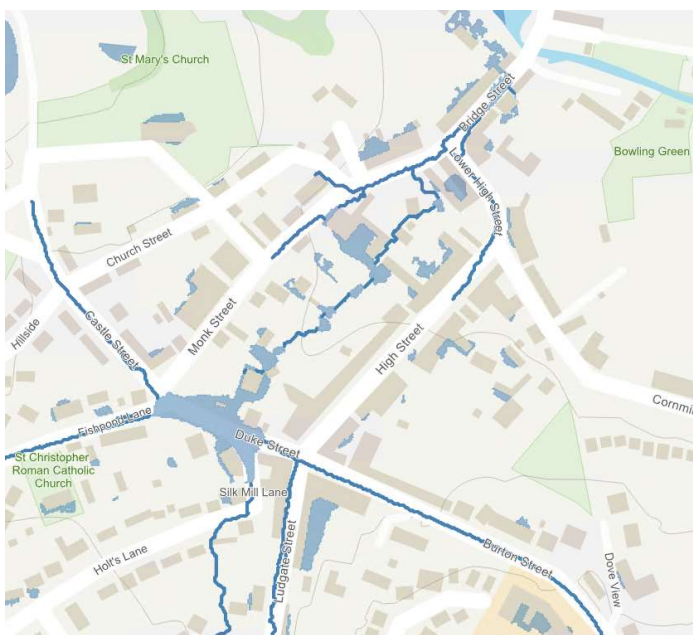 St Mary's Church
Bridge Street
Bowling Green
Lower High Street
Church Street
Hillside
Castle Street
Monk Street
High Street
Cornmil
Fishpool Lane
Duke Street
St Christopher
Roman Catholic
Church
Silk Mill Lane
Holt's Lane
Ludgate Street
Burton Street
Dove View